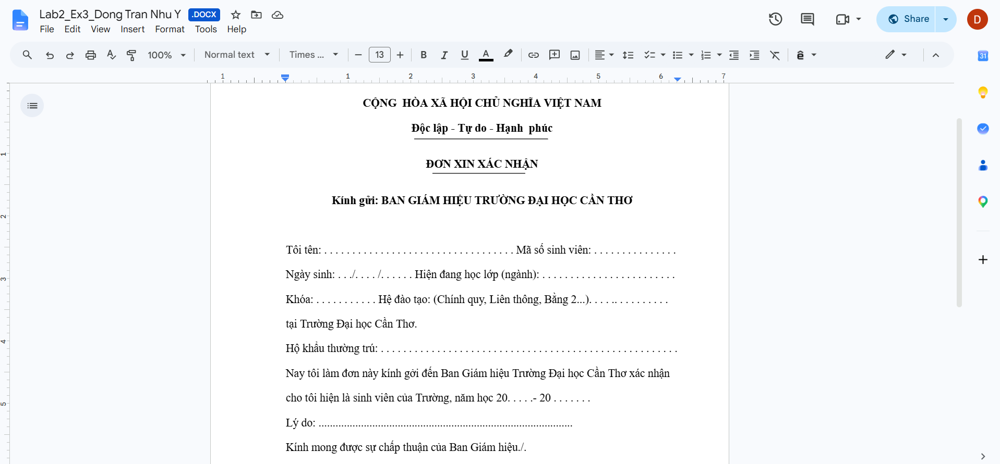 Lab2_Ex3_Dong Tran Nhu Y .DOCX
File Edit View Insert Format Tools Help
Share
D
100% Normal text Times ... 13 B I U A ê
31
1 1 2 3 4 5 6 7
CỘNG  HÒA XÃ HỘI CHỦ NGHĨA VIỆT NAM
Độc lập - Tự do - Hạnh  phúc
ĐƠN XIN XÁC NHẬN
Kính gửi: BAN GIÁM HIỆU TRƯỜNG ĐẠI HỌC CẦN THƠ
Tôi tên: . . . . . . . . . . . . . . . . . . . . . . . . . . . . . . . . . . Mã số sinh viên: . . . . . . . . . . . . . . .
Ngày sinh: . . ./. . . . /. . . . . . Hiện đang học lớp (ngành): . . . . . . . . . . . . . . . . . . . . . . . .
Khóa: . . . . . . . . . . . Hệ đào tạo: (Chính quy, Liên thông, Bằng 2...). . . . .. . . . . . . . . .
tại Trường Đại học Cần Thơ.
Hộ khẩu thường trú: . . . . . . . . . . . . . . . . . . . . . . . . . . . . . . . . . . . . . . . . . . . . . . . . . . . . .
Nay tôi làm đơn này kính gởi đến Ban Giám hiệu Trường Đại học Cần Thơ xác nhận
cho tôi hiện là sinh viên của Trường, năm học 20. . . . .- 20 . . . . . . .
Lý do: ..........................................................................................
Kính mong được sự chấp thuận của Ban Giám hiệu./.
1
2
3
4
5